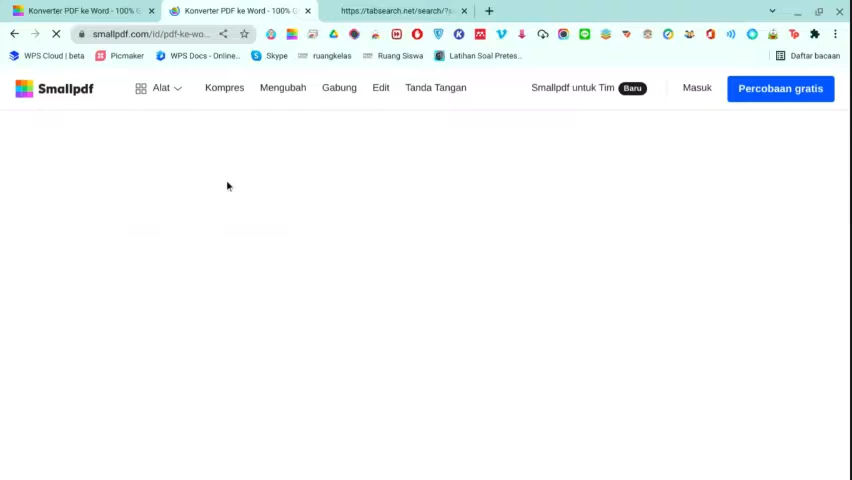 Konverter PDF ke Word - 100% G
Konverter PDF ke Word - 100% G
https://tabsearch.net/search/?s
smallpdf.com/id/pdf-ke-wo...
WPS Cloud | beta
Picmaker
WPS Docs - Online...
Skype
ruangkelas
Ruang Siswa
Latihan Soal Pretes...
Daftar bacaan
Smallpdf
Alat
Kompres
Mengubah
Gabung
Edit
Tanda Tangan
Smallpdf untuk Tim
Baru
Masuk
Percobaan gratis